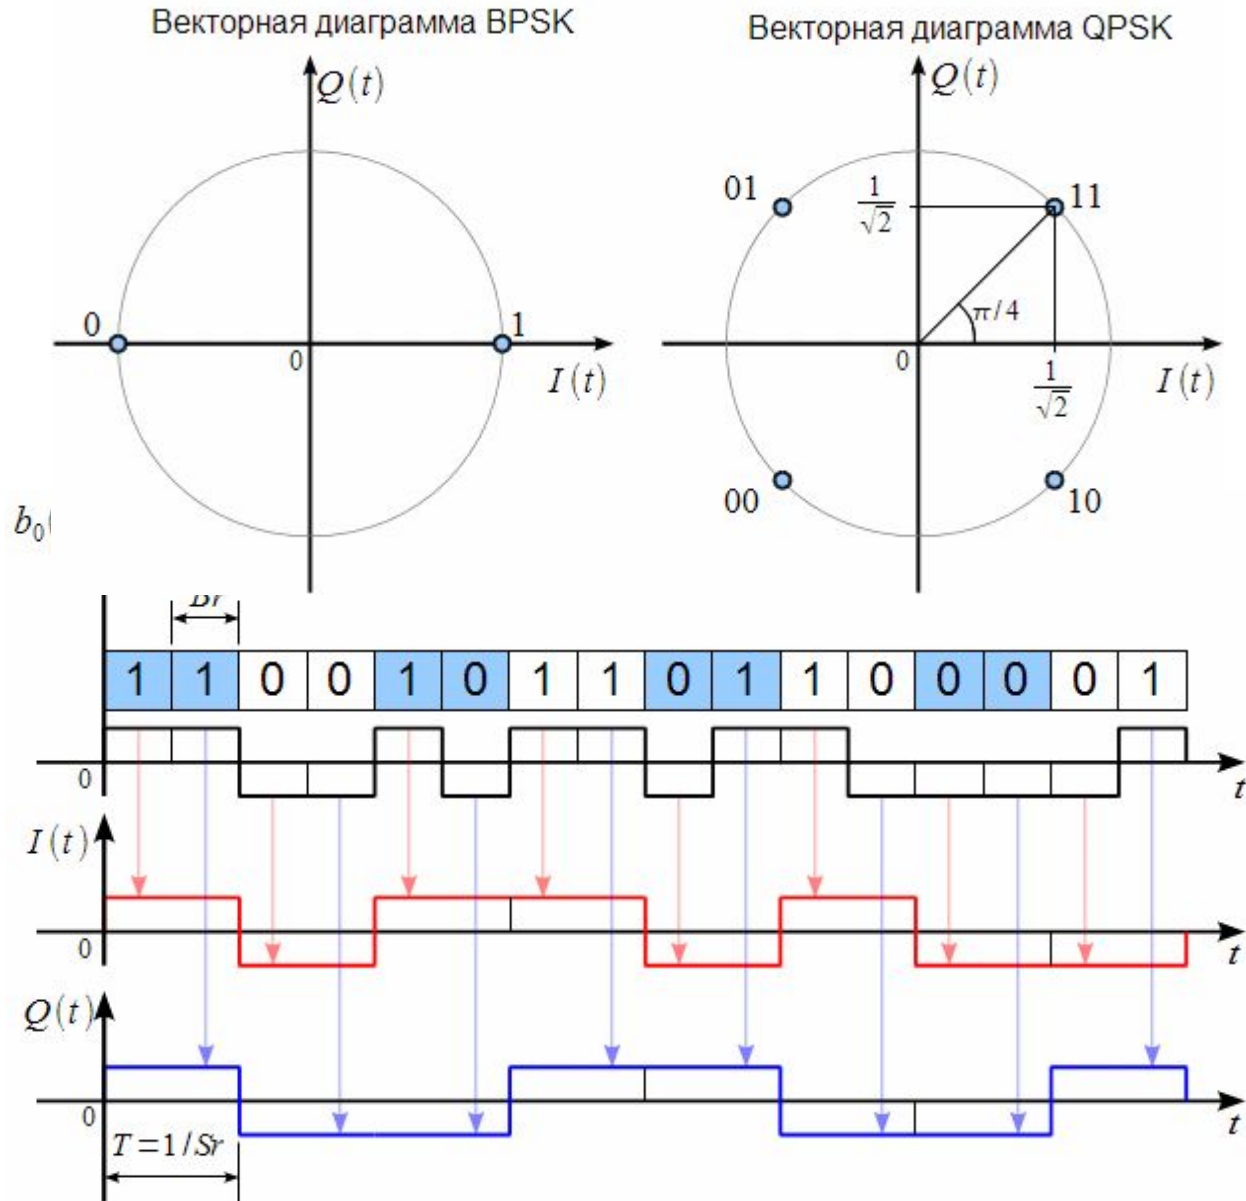 Векторная диаграмма BPSK
Q(t)
0
1
0
I(t)
Векторная диаграмма QPSK
Q(t)
01
1/√2
11
π/4
0
1/√2
I(t)
00
10
b₀(
Br
1 1 0 0 1 0 1 1 0 1 1 0 0 0 0 1
0
t
I(t)
0
t
Q(t)
0
t
T=1/Sr